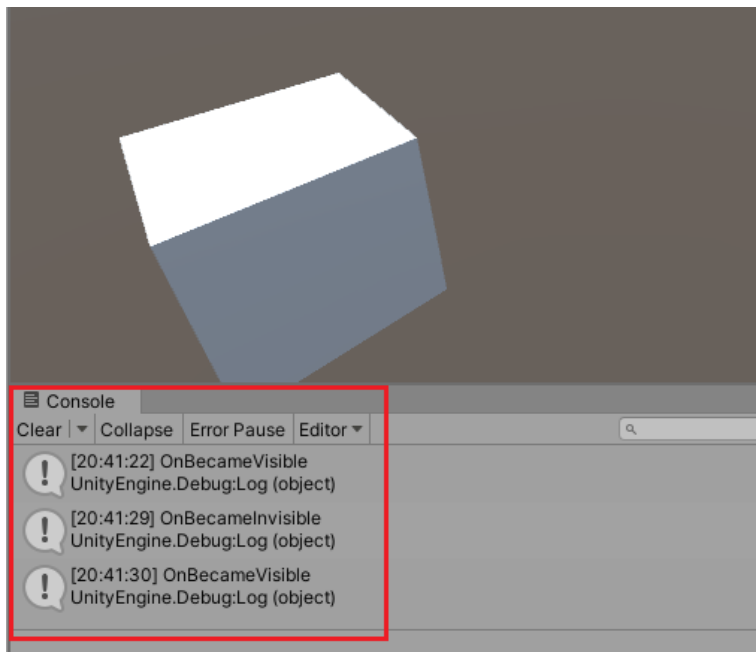 Console
Clear Collapse Error Pause Editor
[20:41:22] OnBecameVisible
UnityEngine.Debug:Log (object)
[20:41:29] OnBecameInvisible
UnityEngine.Debug:Log (object)
[20:41:30] OnBecameVisible
UnityEngine.Debug:Log (object)